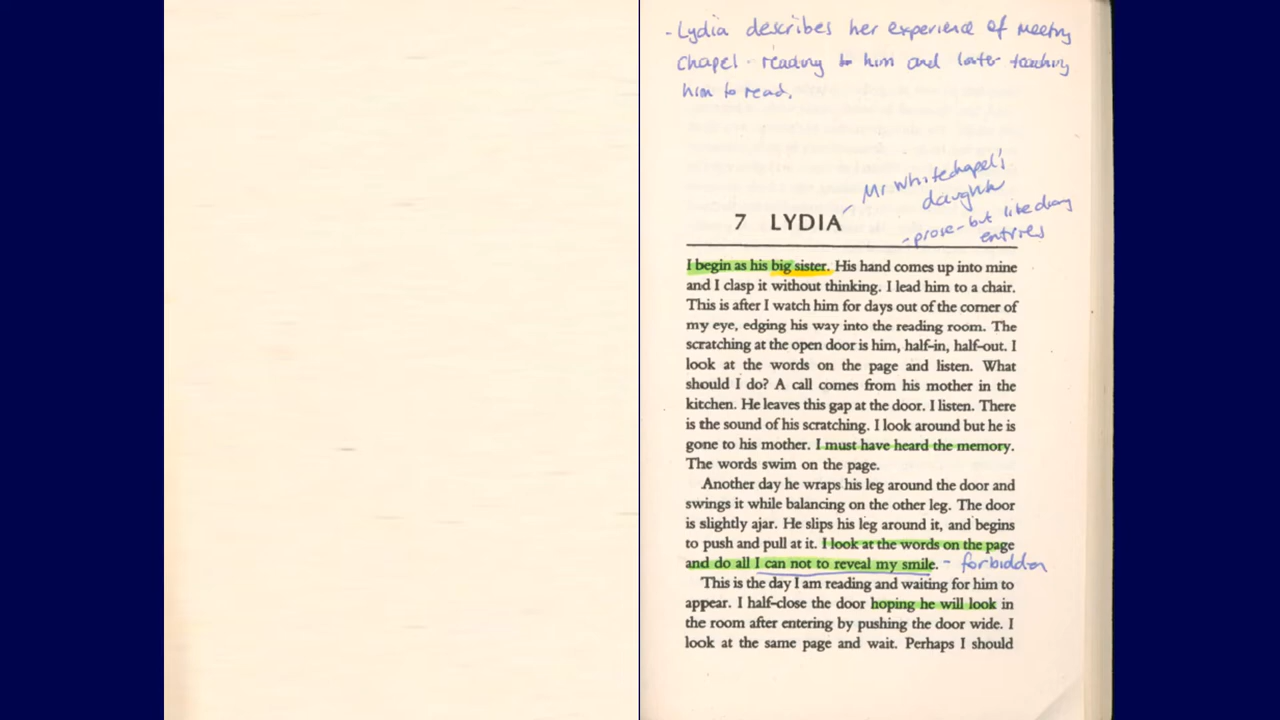 - Lydia describes her experience of meeting
Chapel - reading to him and later teaching
him to read.
- Mr Whitechapel's
daughter
- prose - but like diary
entries
7 LYDIA
I begin as his big sister. His hand comes up into mine
and I clasp it without thinking. I lead him to a chair.
This is after I watch him for days out of the corner of
my eye, edging his way into the reading room. The
scratching at the open door is him, half-in, half-out. I
look at the words on the page and listen. What
should I do? A call comes from his mother in the
kitchen. He leaves this gap at the door. I listen. There
is the sound of his scratching. I look around but he is
gone to his mother. I must have heard the memory.
The words swim on the page.
Another day he wraps his leg around the door and
swings it while balancing on the other leg. The door
is slightly ajar. He slips his leg around it, and begins
to push and pull at it. I look at the words on the page
and do all I can not to reveal my smile. - forbidden
This is the day I am reading and waiting for him to
appear. I half-close the door hoping he will look in
the room after entering by pushing the door wide. I
look at the same page and wait. Perhaps I should